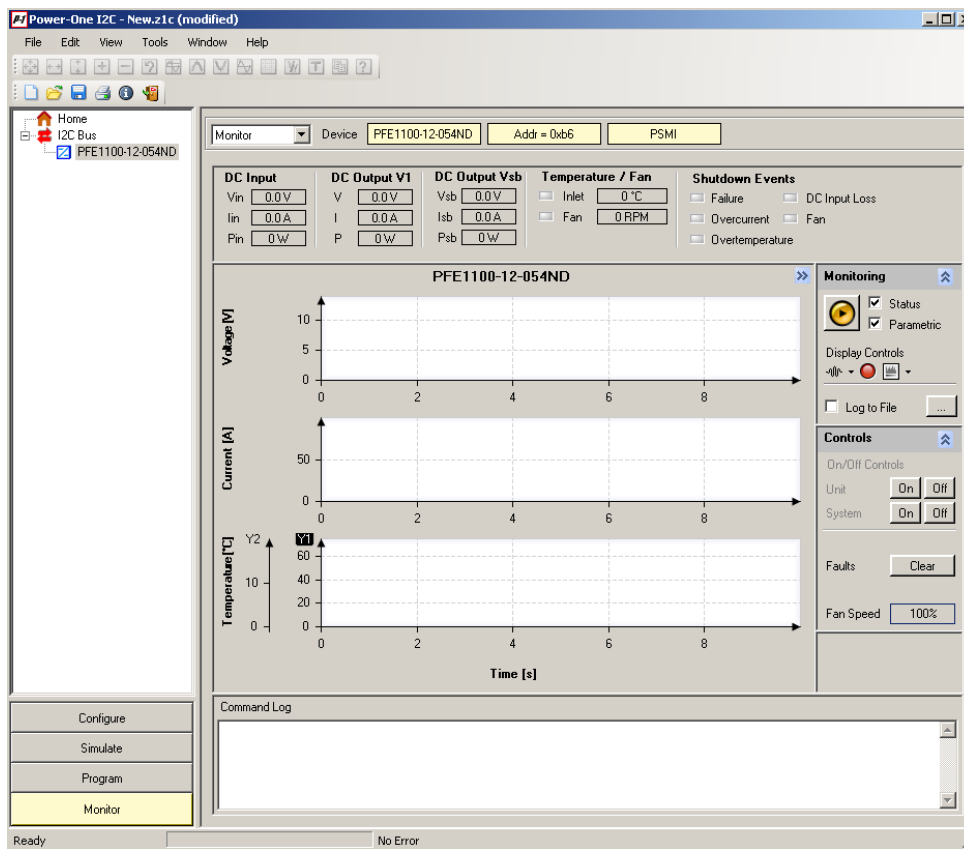 Power-One I2C - New.z1c (modified)
File Edit View Tools Window Help
Home
I2C Bus
PFE1100-12-054ND
Configure
Simulate
Program
Monitor
Monitor Device PFE1100-12-054ND Addr = 0xb6 PSMI
DC Input
Vin 0.0 V
Iin 0.0 A
Pin 0 W
DC Output V1
V 0.0 V
I 0.0 A
P 0 W
DC Output Vsb
Vsb 0.0 V
Isb 0.0 A
Psb 0 W
Temperature / Fan
Inlet 0 °C
Fan 0 RPM
Shutdown Events
Failure DC Input Loss
Overcurrent Fan
Overtemperature
PFE1100-12-054ND
Voltage [V]
10
5
0
0 2 4 6 8
Current [A]
50
0
0 2 4 6 8
Temperature [°C]
Y2 Y1
60
10 40
20
0 0
0 2 4 6 8
Time [s]
Monitoring
Status
Parametric
Display Controls
Log to File ...
Controls
On/Off Controls
Unit On Off
System On Off
Faults Clear
Fan Speed 100%
Command Log
Ready No Error